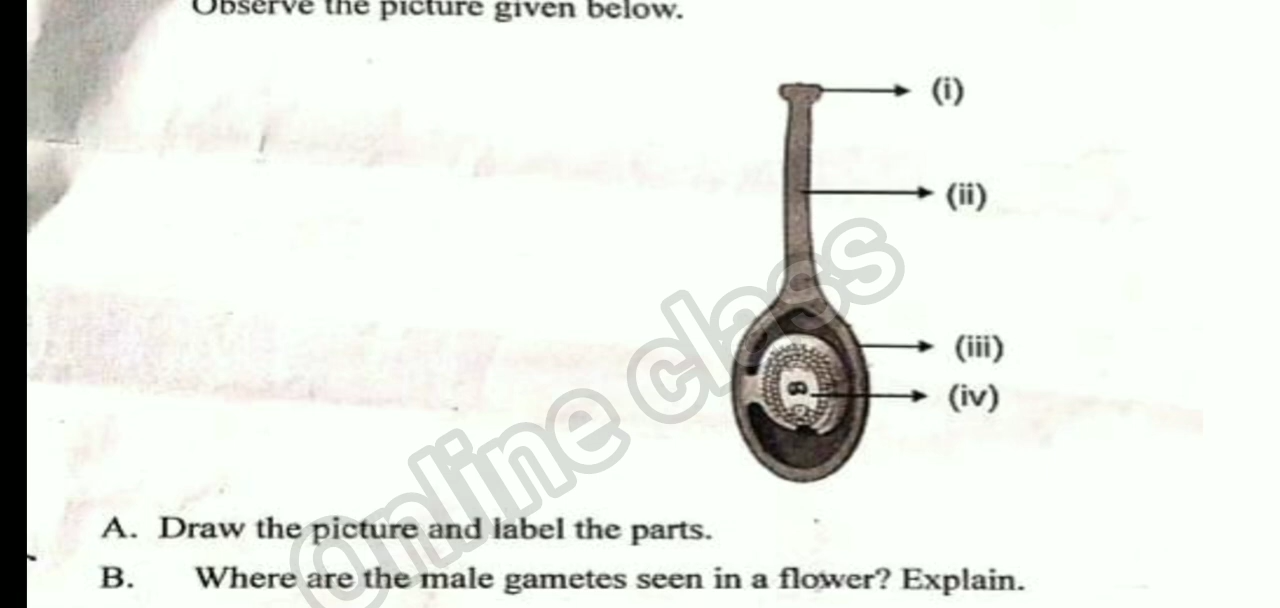 Observe the picture given below.
(i)
(ii)
(iii)
(iv)
Online class
A. Draw the picture and label the parts.
B. Where are the male gametes seen in a flower? Explain.